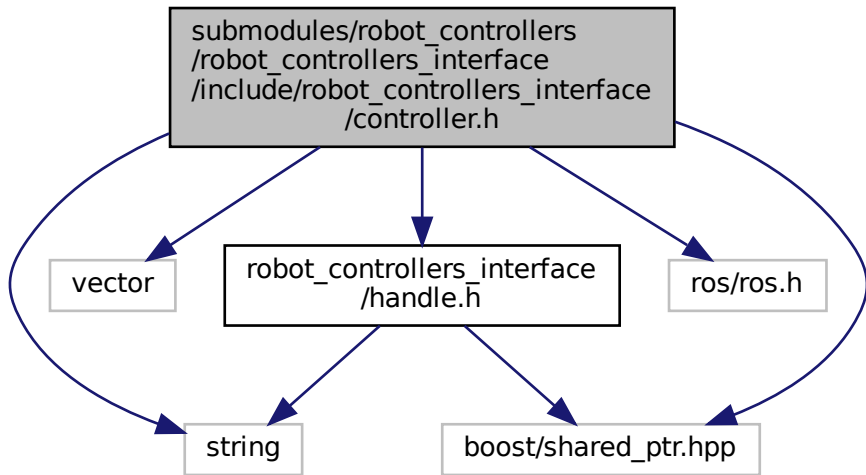 submodules/robot_controllers
/robot_controllers_interface
/include/robot_controllers_interface
/controller.h
vector
robot_controllers_interface
/handle.h
ros/ros.h
string
boost/shared_ptr.hpp